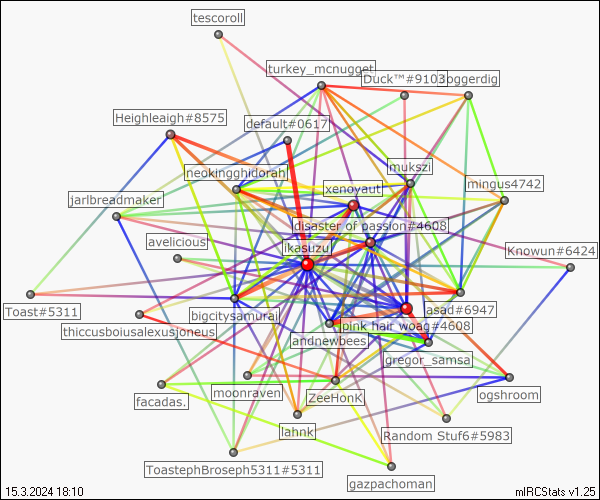 tescoroll
turkey_mcnugget
Duck™#9103
oggerdig
Heighleaigh#8575
default#0617
mukszi
neokingghidorah
xenoyaut
mingus4742
jarlbreadmaker
disaster of passion#4608
avelicious
ikasuzu
Knowun#6424
Toast#5311
bigcitysamurai
asad#6947
pink hair woag#4608
thiccusboiusalexusjoneus
andnewbees
gregor_samsa
facadas.
moonraven
ZeeHonK
ogshroom
lahnk
Random Stuf6#5983
ToastephBroseph5311#5311
gazpachoman
15.3.2024 18:10
mIRCStats v1.25